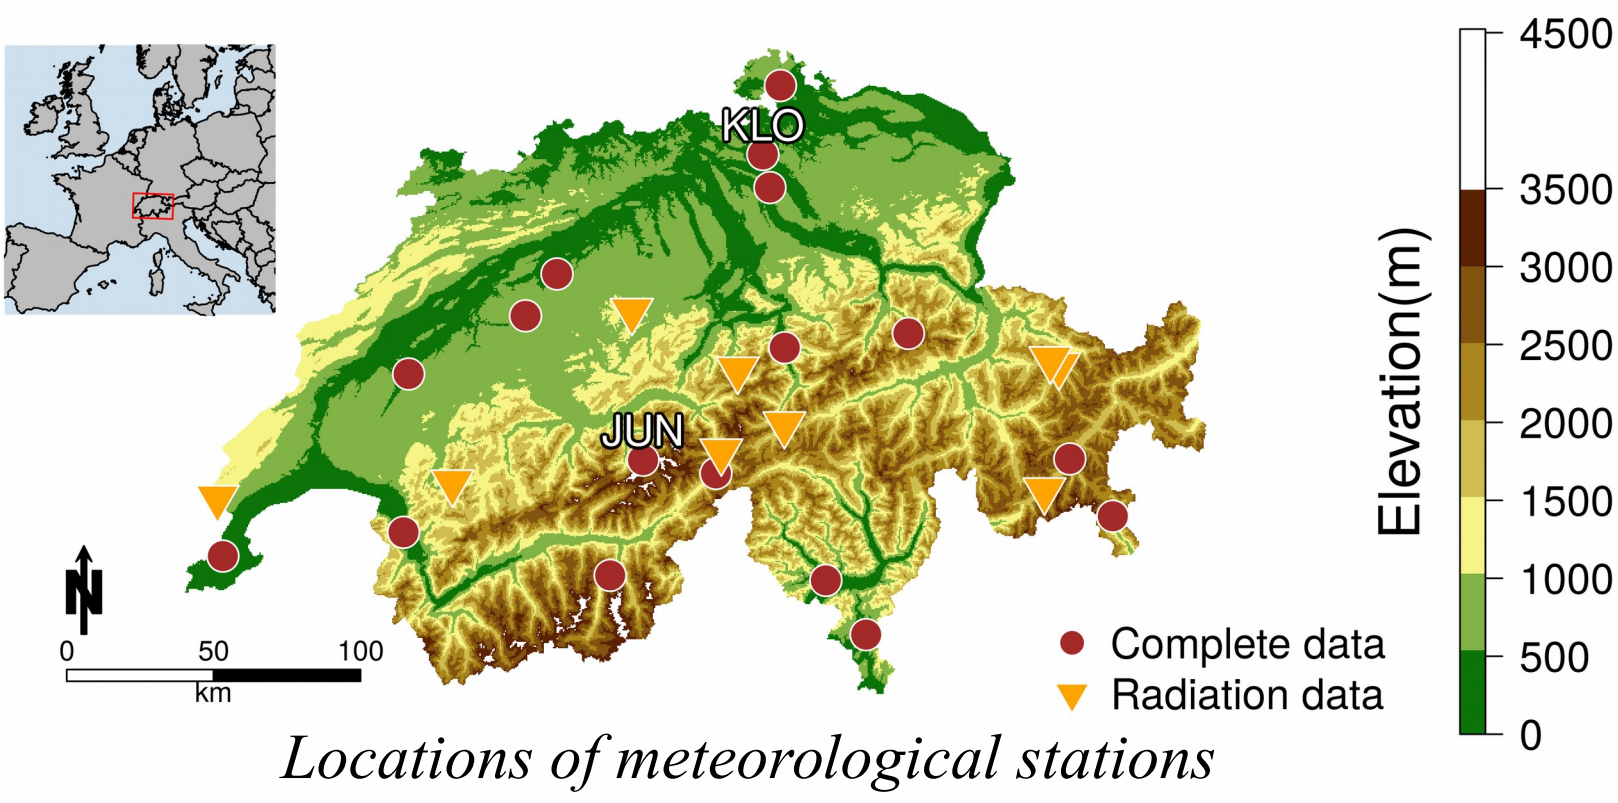 4500
KLO
3500
3000
Elevation(m)
2500
2000
JUN
1500
1000
N
0 50 100
km
Complete data
500
Radiation data
0
Locations of meteorological stations